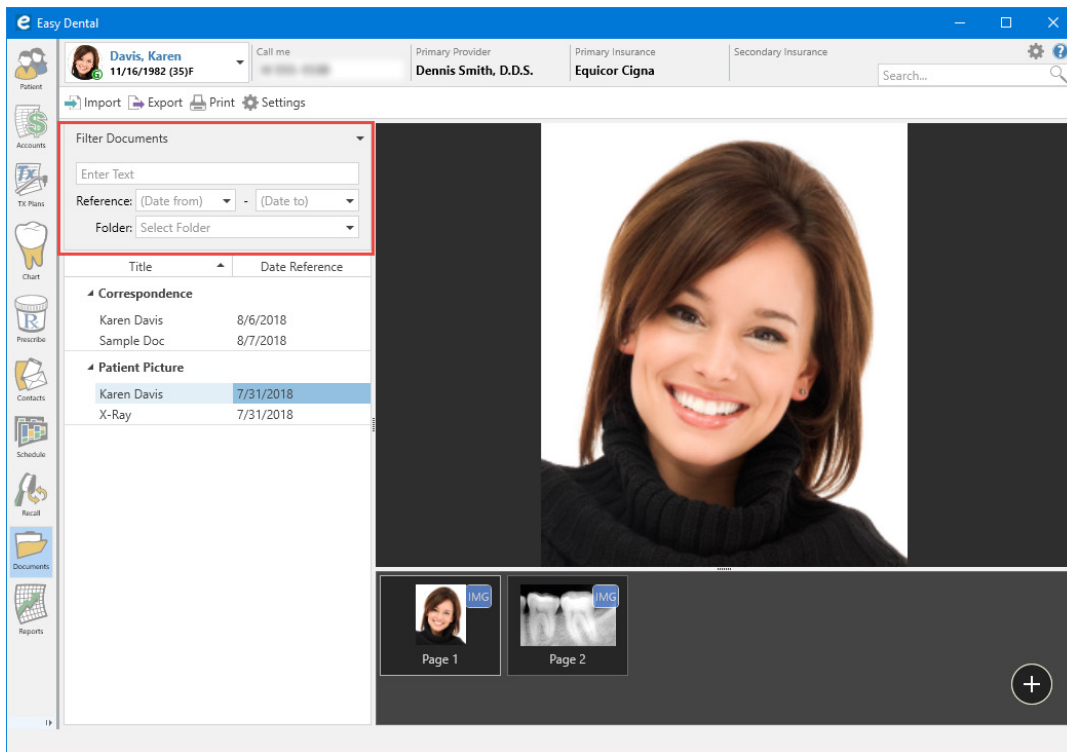 Easy Dental
Patient
Accounts
TX Plans
Chart
Prescribe
Contacts
Schedule
Recall
Documents
Reports
Davis, Karen
11/16/1982 (35)F
G
Call me
Primary Provider
Dennis Smith, D.D.S.
Primary Insurance
Equicor Cigna
Secondary Insurance
Search...
Import Export Print Settings
Filter Documents
Enter Text
Reference: (Date from) - (Date to)
Folder: Select Folder
Title Date Reference
Correspondence
Karen Davis 8/6/2018
Sample Doc 8/7/2018
Patient Picture
Karen Davis 7/31/2018
X-Ray 7/31/2018
IMG
Page 1
IMG
Page 2